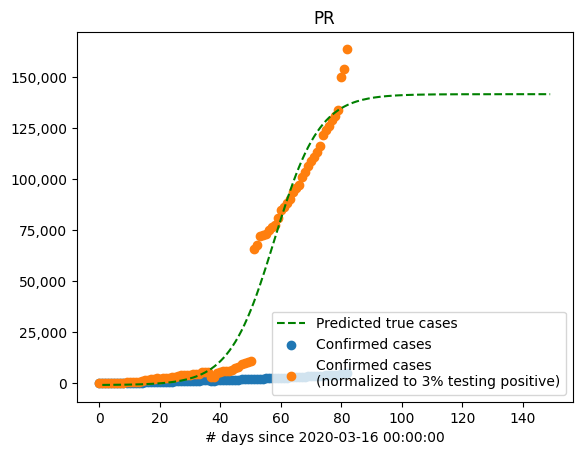 PR
150,000
125,000
100,000
75,000
50,000
25,000
0
Predicted true cases
Confirmed cases
Confirmed cases
(normalized to 3% testing positive)
0 20 40 60 80 100 120 140
# days since 2020-03-16 00:00:00